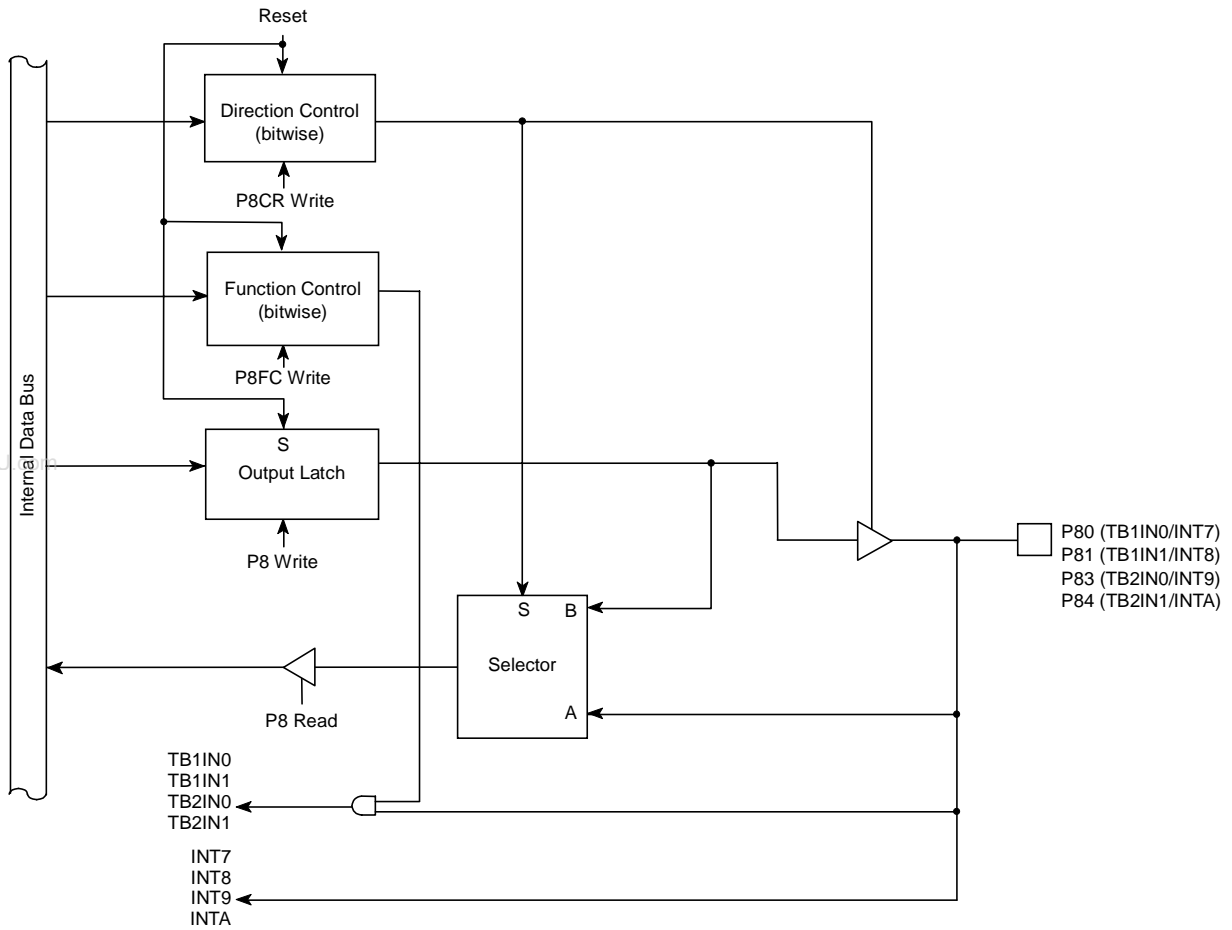 Reset
Direction Control
(bitwise)
P8CR Write
Function Control
(bitwise)
P8FC Write
Internal Data Bus
S
Output Latch
P8 Write
P80 (TB1IN0/INT7)
P81 (TB1IN1/INT8)
P83 (TB2IN0/INT9)
P84 (TB2IN1/INTA)
S
B
Selector
A
P8 Read
TB1IN0
TB1IN1
TB2IN0
TB2IN1
INT7
INT8
INT9
INTA